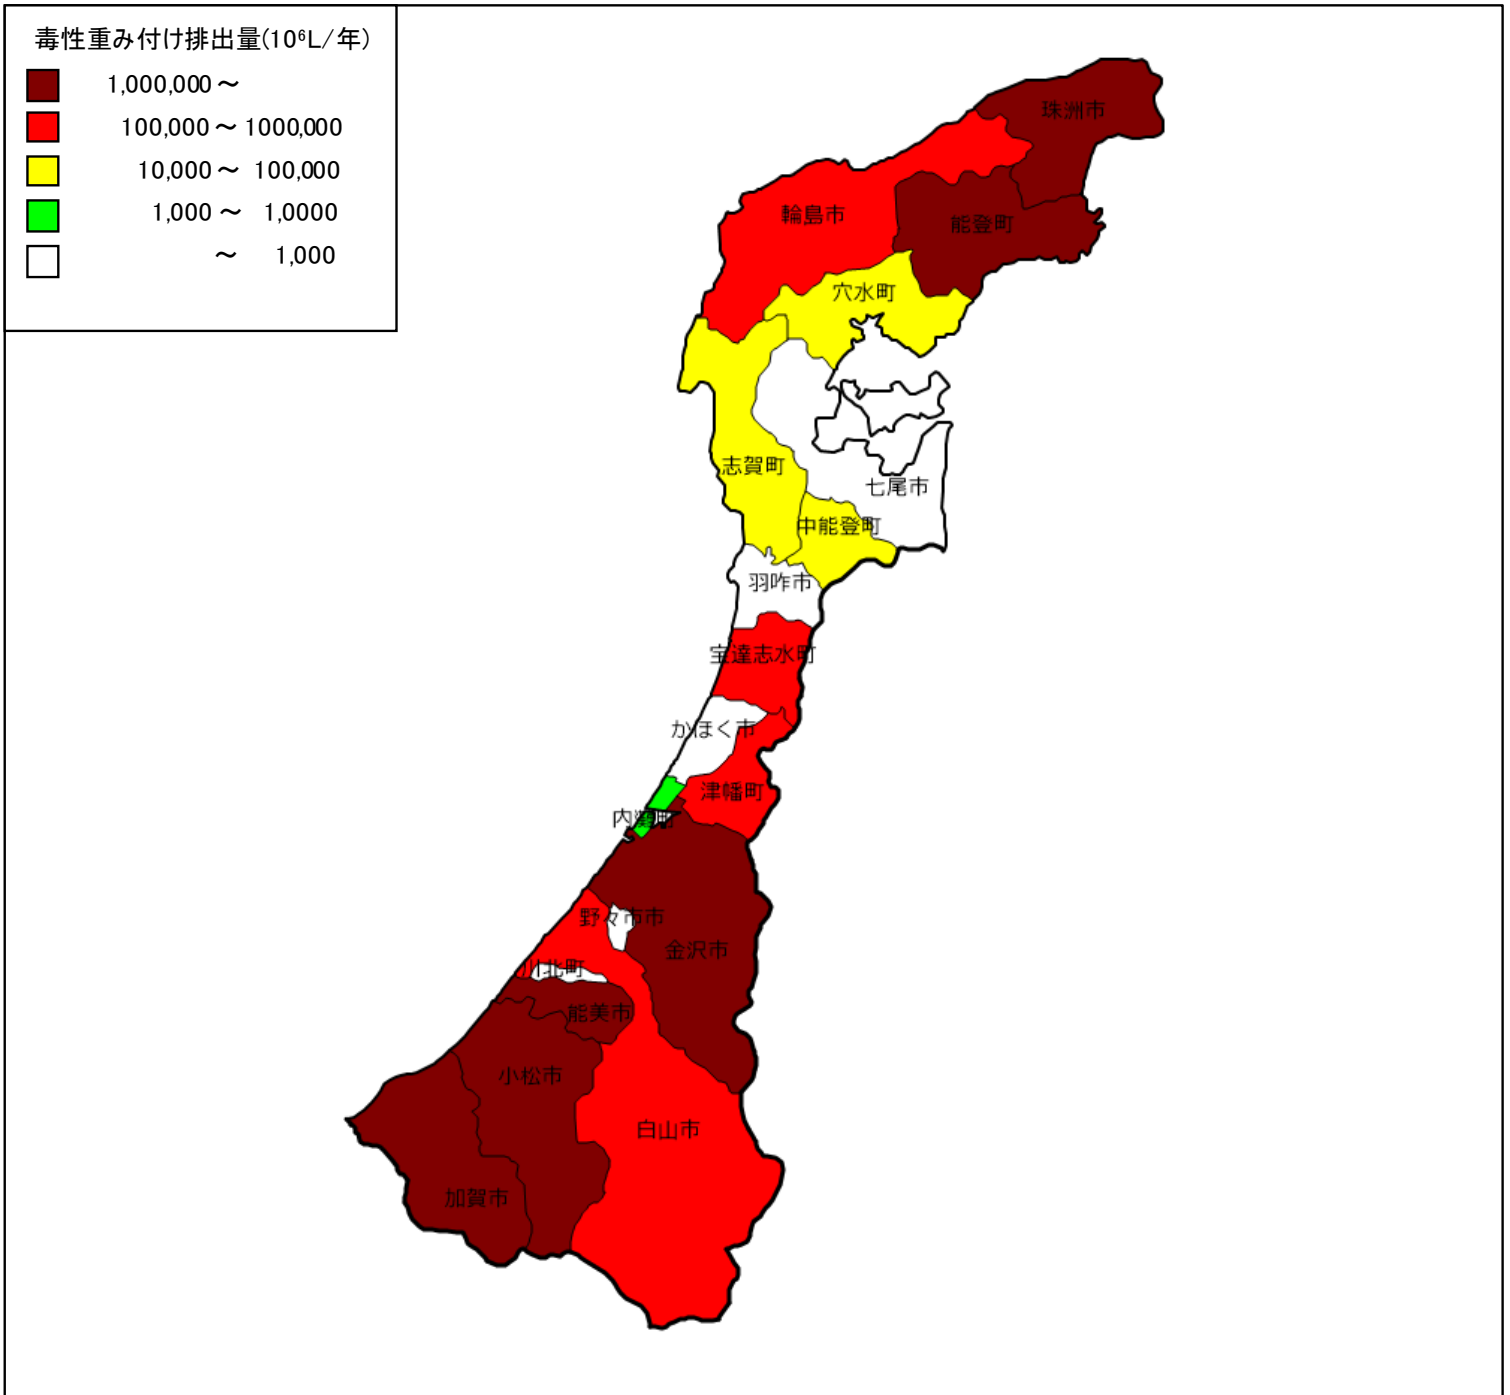 毒性重み付け排出量(10⁶L/年)
1,000,000～
100,000～1000,000
10,000～ 100,000
1,000～ 1,0000
～ 1,000
珠洲市
輪島市
能登町
穴水町
志賀町
七尾市
中能登町
羽咋市
宝達志水町
かほく市
津幡町
内灘町
野々市市
金沢市
川北町
能美市
小松市
白山市
加賀市